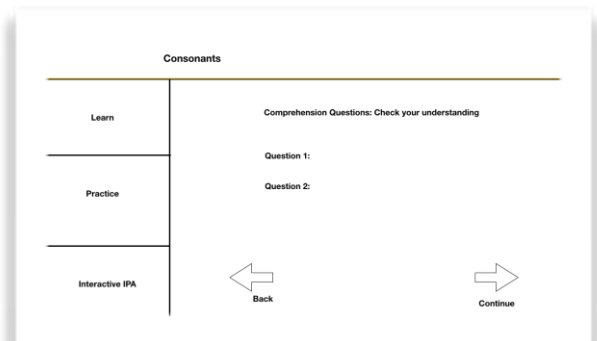 Consonants
Learn
Practice
Interactive IPA
Comprehension Questions: Check your understanding
Question 1:
Question 2:
Back
Continue